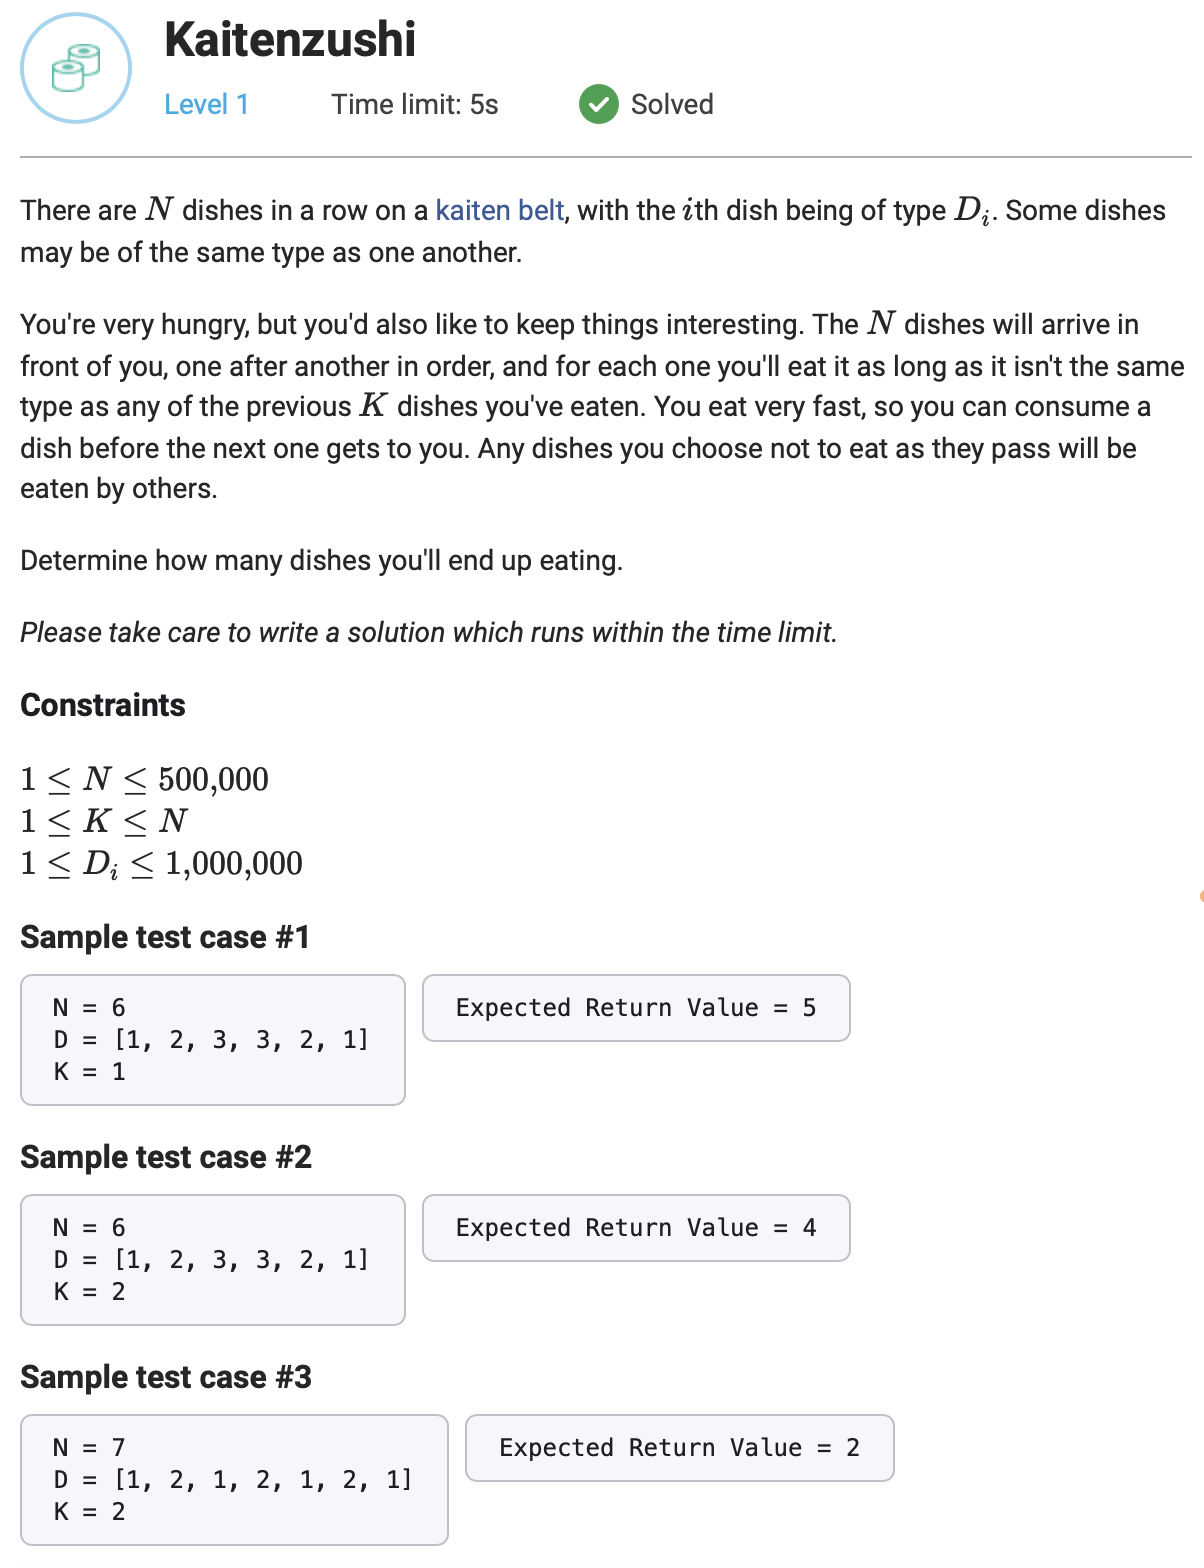 Kaitenzushi
Level 1 Time limit: 5s Solved
There are N dishes in a row on a kaiten belt, with the ith dish being of type D_i. Some dishes
may be of the same type as one another.
You're very hungry, but you'd also like to keep things interesting. The N dishes will arrive in
front of you, one after another in order, and for each one you'll eat it as long as it isn't the same
type as any of the previous K dishes you've eaten. You eat very fast, so you can consume a
dish before the next one gets to you. Any dishes you choose not to eat as they pass will be
eaten by others.
Determine how many dishes you'll end up eating.
Please take care to write a solution which runs within the time limit.
Constraints
1 ≤ N ≤ 500,000
1 ≤ K ≤ N
1 ≤ D_i ≤ 1,000,000
Sample test case #1
N = 6
D = [1, 2, 3, 3, 2, 1]
K = 1
Expected Return Value = 5
Sample test case #2
N = 6
D = [1, 2, 3, 3, 2, 1]
K = 2
Expected Return Value = 4
Sample test case #3
N = 7
D = [1, 2, 1, 2, 1, 2, 1]
K = 2
Expected Return Value = 2